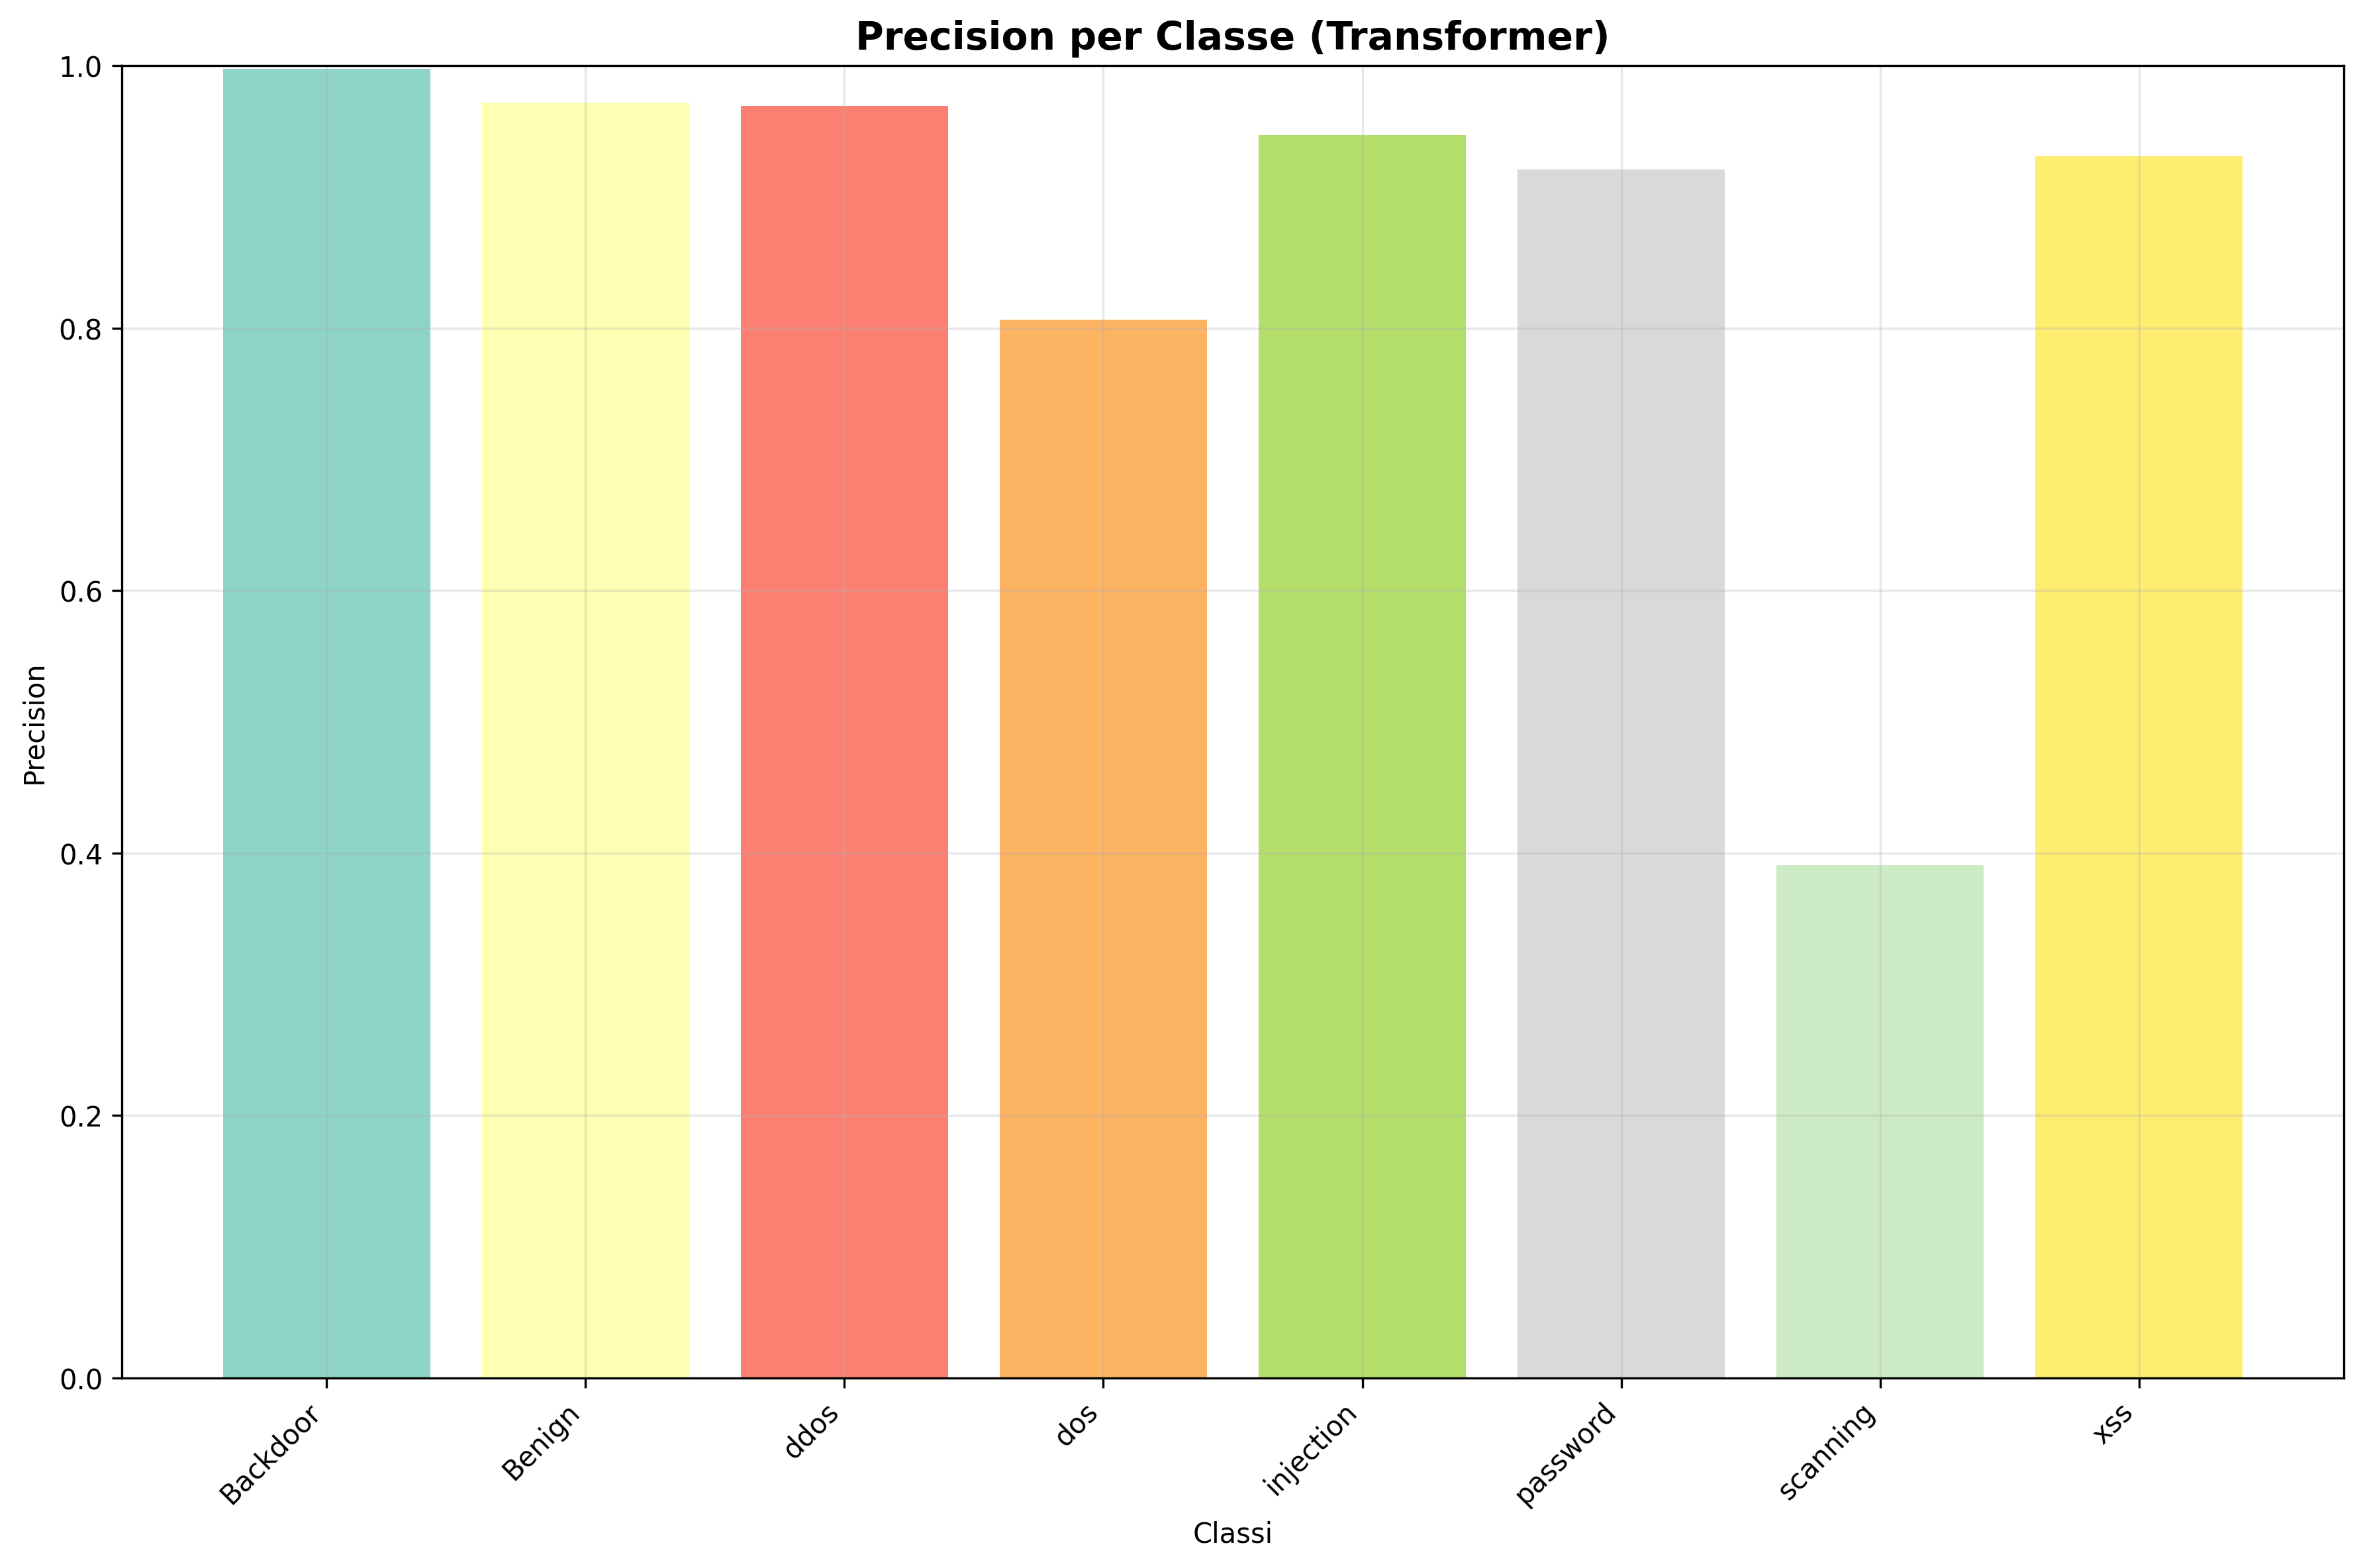 Precision per Classe (Transformer)
1.0
0.8
0.6
0.4
0.2
0.0
Precision
Backdoor
Benign
ddos
dos
injection
password
scanning
xss
Classi